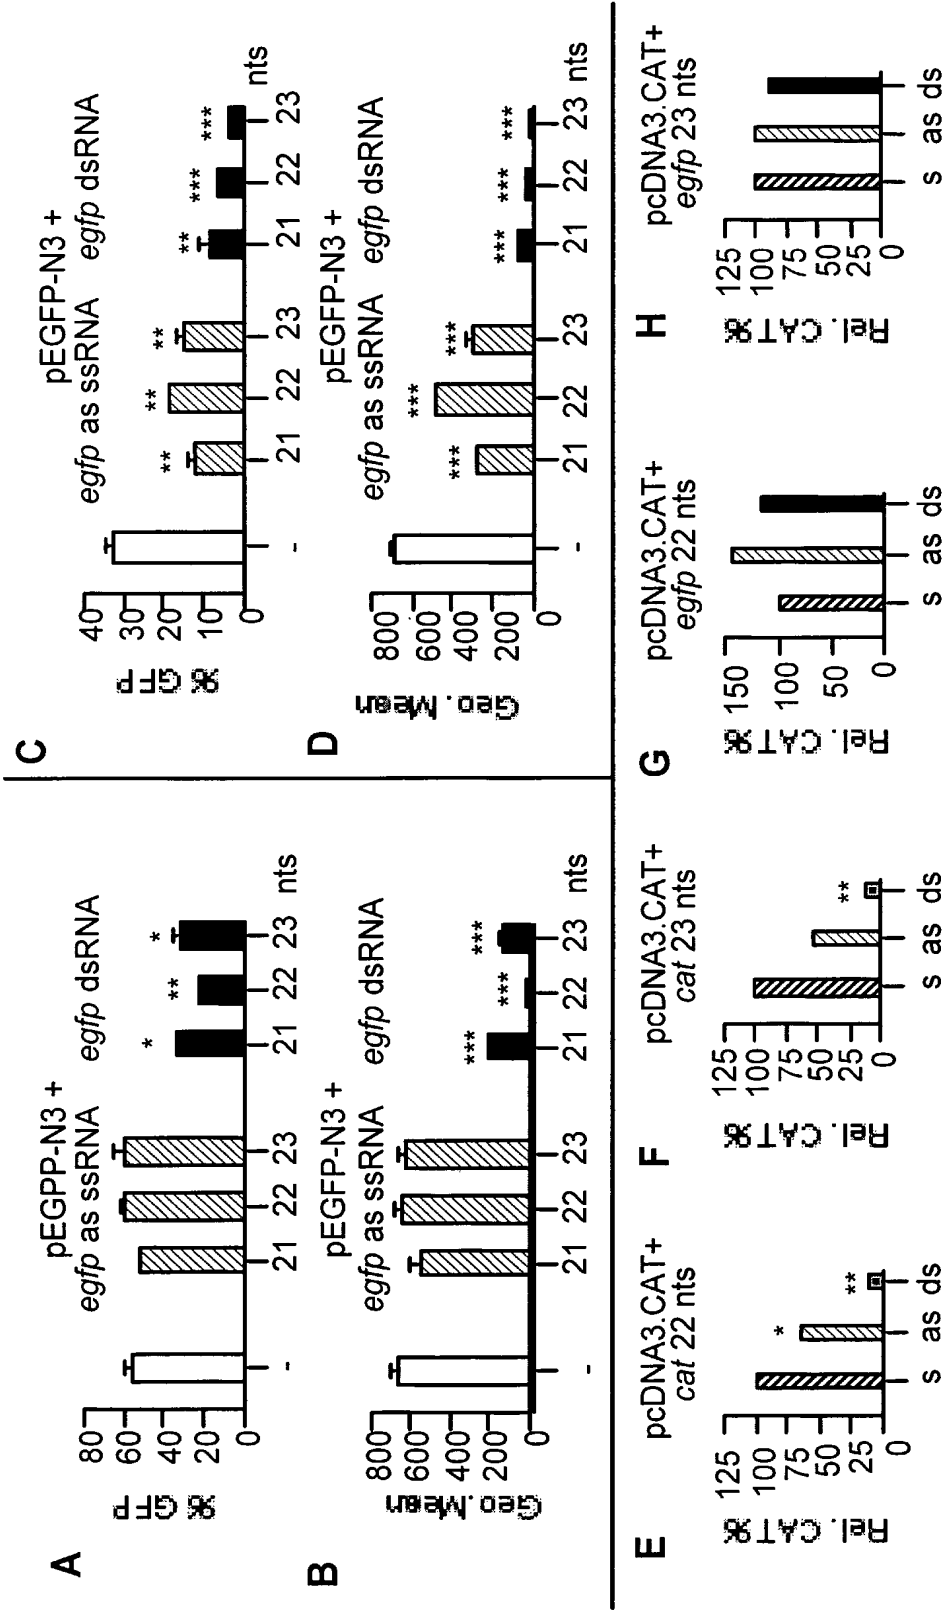 A
pEGPP-N3 +
egfp as ssRNA egfp dsRNA
% GFP
80
60
40
20
0
*
**
*
- 21 22 23 21 22 23 nts
B
pEGFP-N3 +
egfp as ssRNA egfp dsRNA
Geo.Mean
800
600
400
200
0
***
***
***
- 21 22 23 21 22 23 nts
C
pEGFP-N3 +
egfp as ssRNA egfp dsRNA
% GFP
40
30
20
10
0
**
**
**
**
***
***
- 21 22 23 21 22 23 nts
D
pEGFP-N3 +
egfp as ssRNA egfp dsRNA
Geo.Mean
800
600
400
200
0
***
***
***
***
***
***
- 21 22 23 21 22 23 nts
E
pcDNA3.CAT+
cat 22 nts
Rel. CAT%
125
100
75
50
25
0
*
**
s as ds
F
pcDNA3.CAT+
cat 23 nts
Rel. CAT%
125
100
75
50
25
0
**
s as ds
G
pcDNA3.CAT+
egfp 22 nts
Rel. CAT%
150
100
50
0
s as ds
H
pcDNA3.CAT+
egfp 23 nts
Rel. CAT%
125
100
75
50
25
0
s as ds